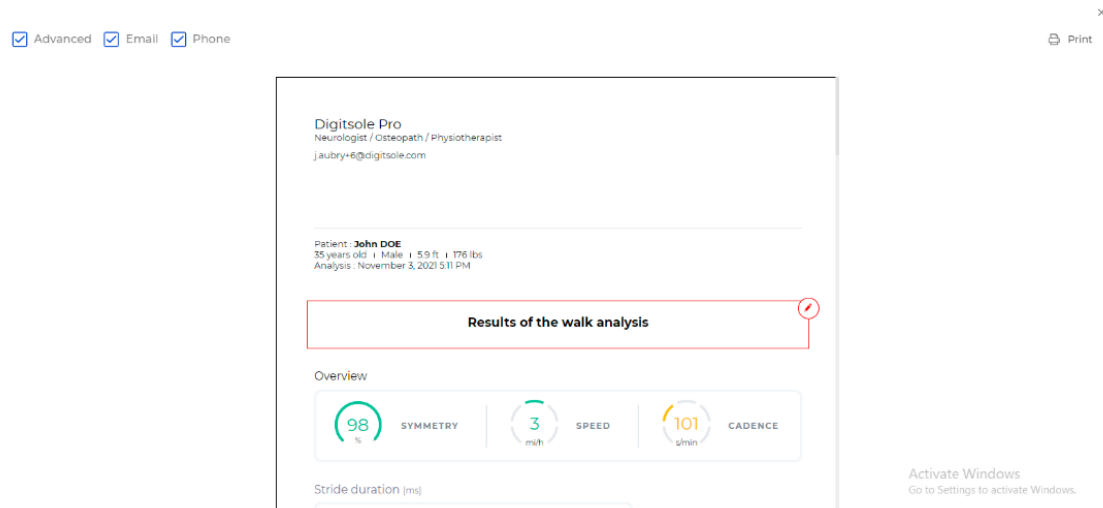 Advanced Email Phone
Print
Digitsole Pro
Neurologist / Osteopath / Physiotherapist
j.aubry+6@digitsole.com
Patient : John DOE
35 years old | Male | 5.9 ft | 176 lbs
Analysis : November 3, 2021 5:11 PM
Results of the walk analysis
Overview
98 % SYMMETRY 3 mi/h SPEED 101 s/min CADENCE
Stride duration (ms)
Activate Windows
Go to Settings to activate Windows.